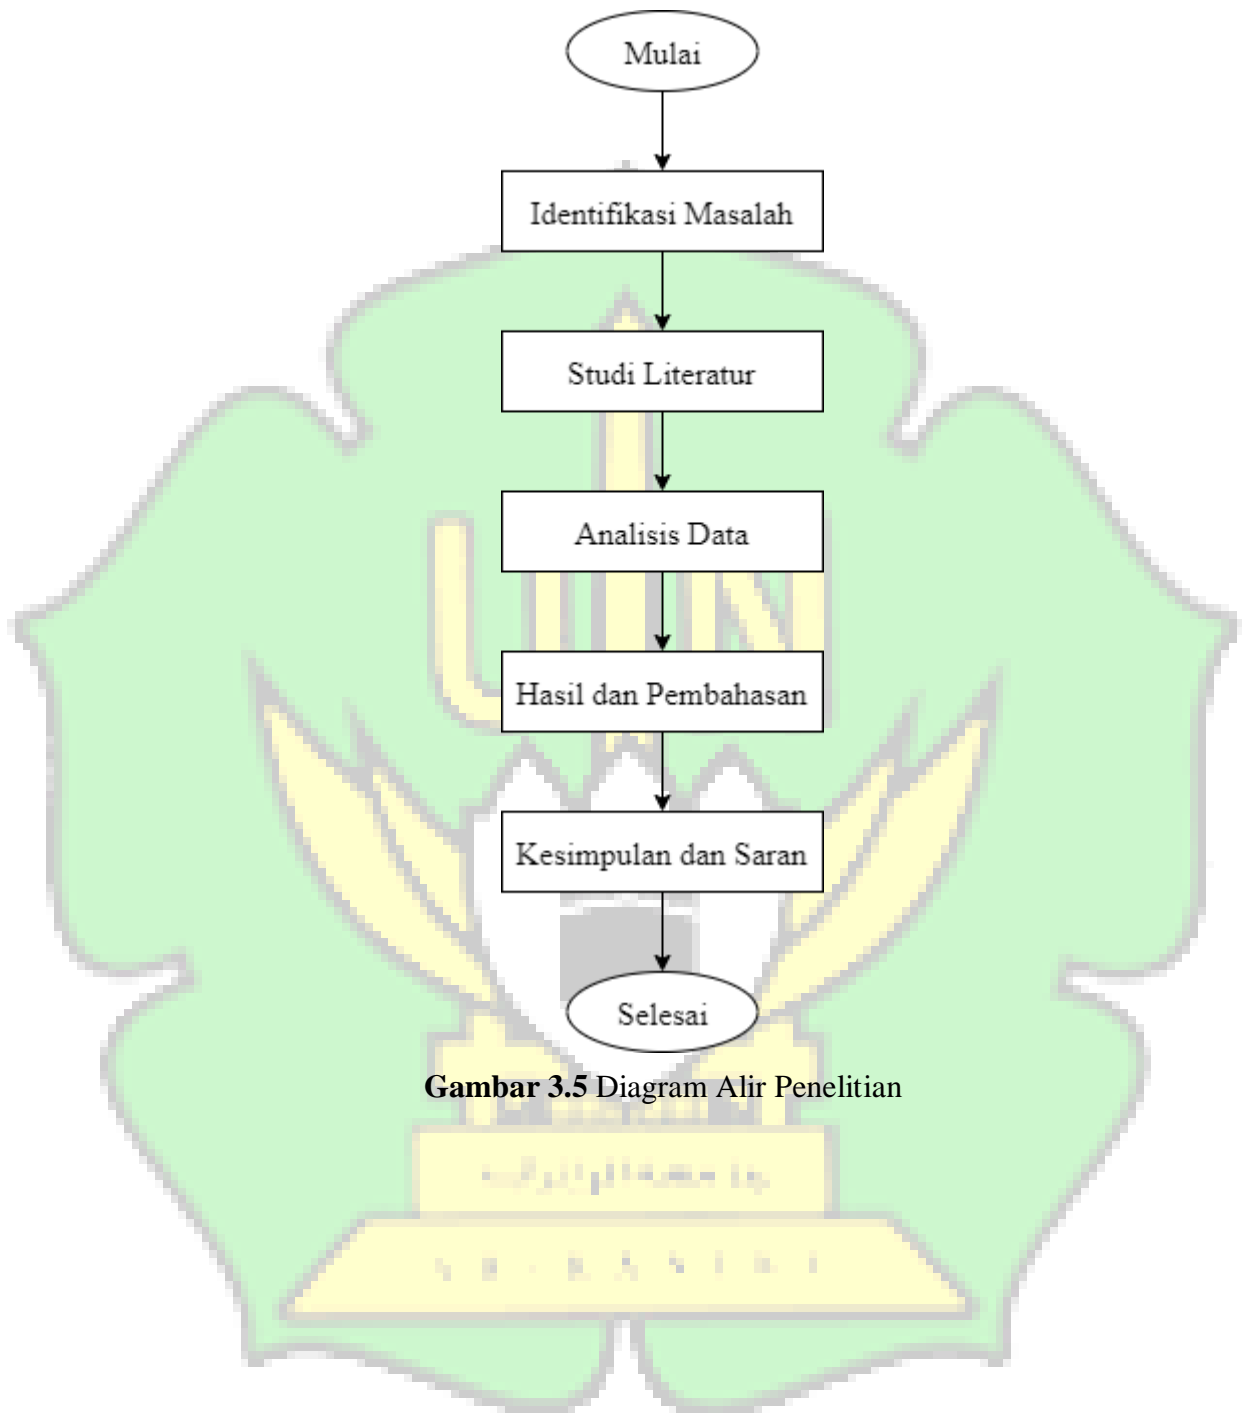 Mulai
Identifikasi Masalah
Studi Literatur
Analisis Data
Hasil dan Pembahasan
Kesimpulan dan Saran
Selesai
Gambar 3.5 Diagram Alir Penelitian